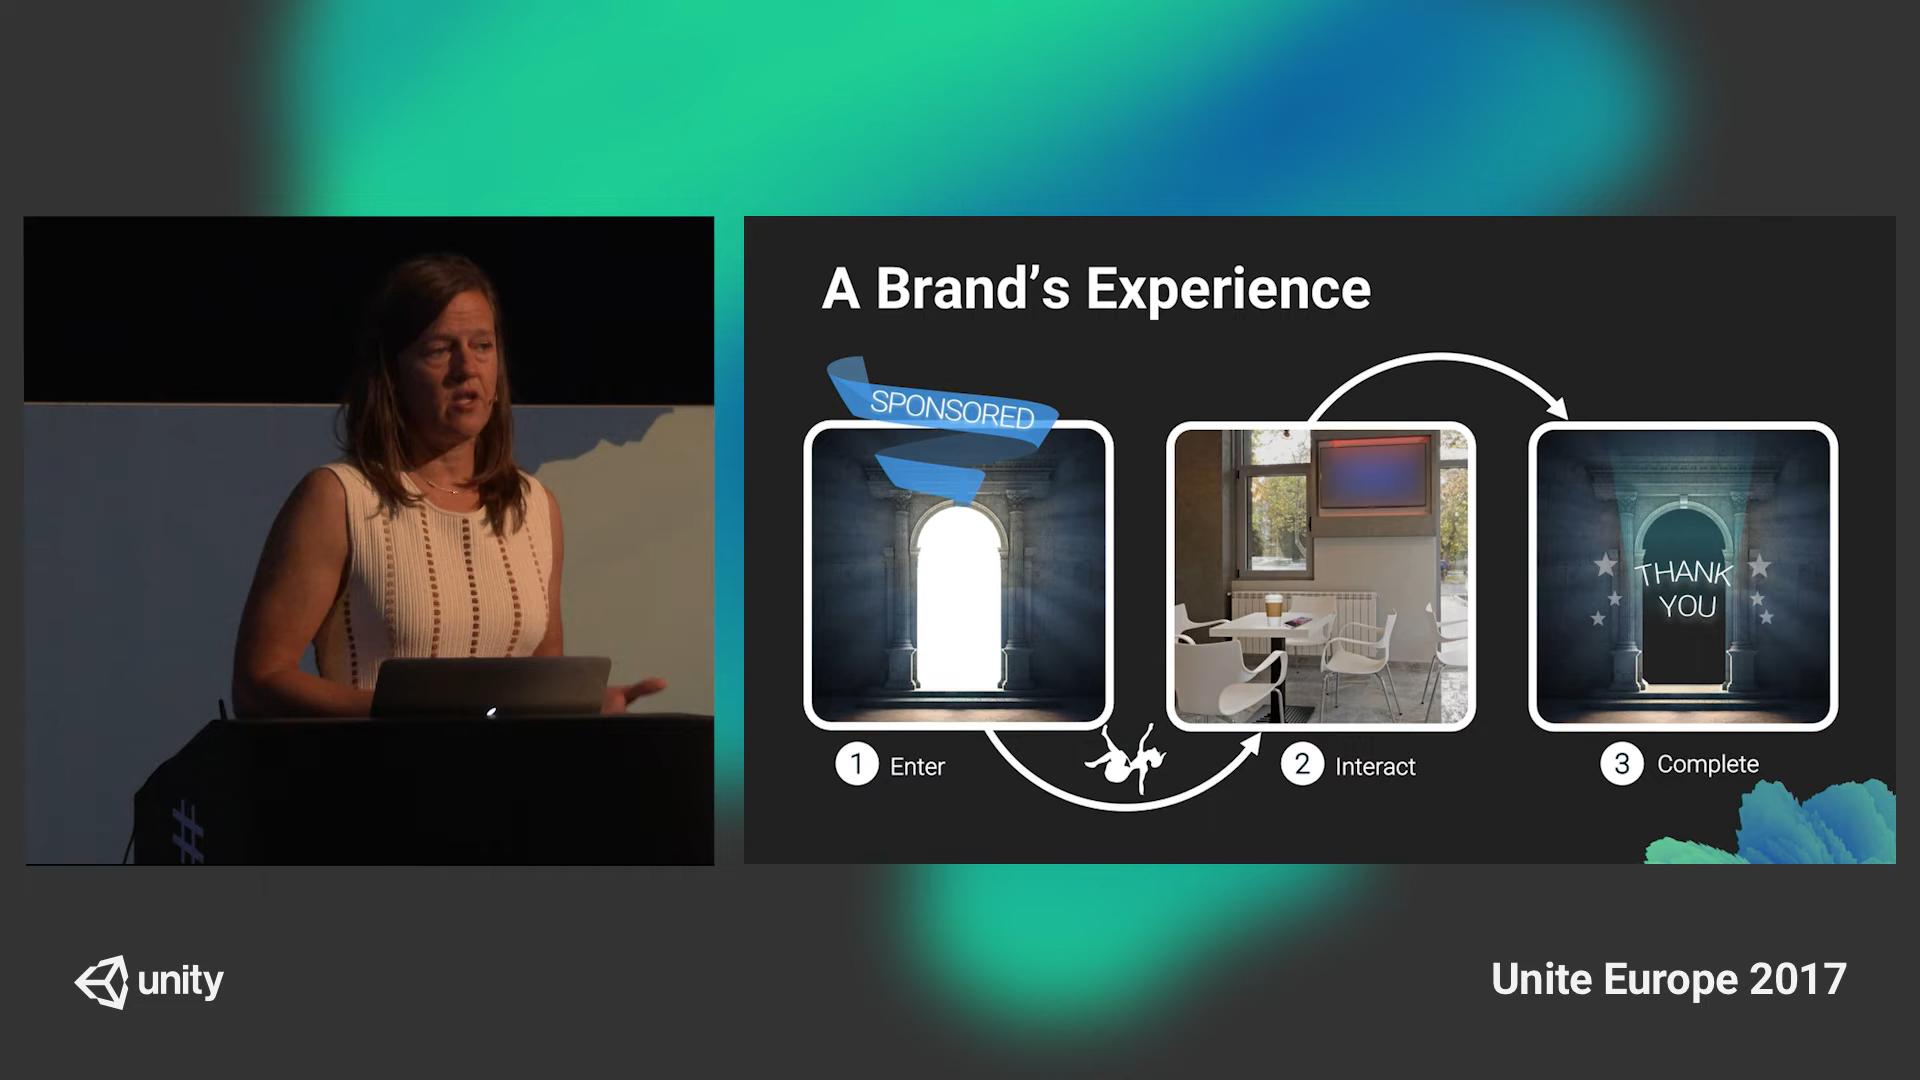 A Brand’s Experience
SPONSORED
THANK
YOU
1 Enter
2 Interact
3 Complete
#
unity
Unite Europe 2017